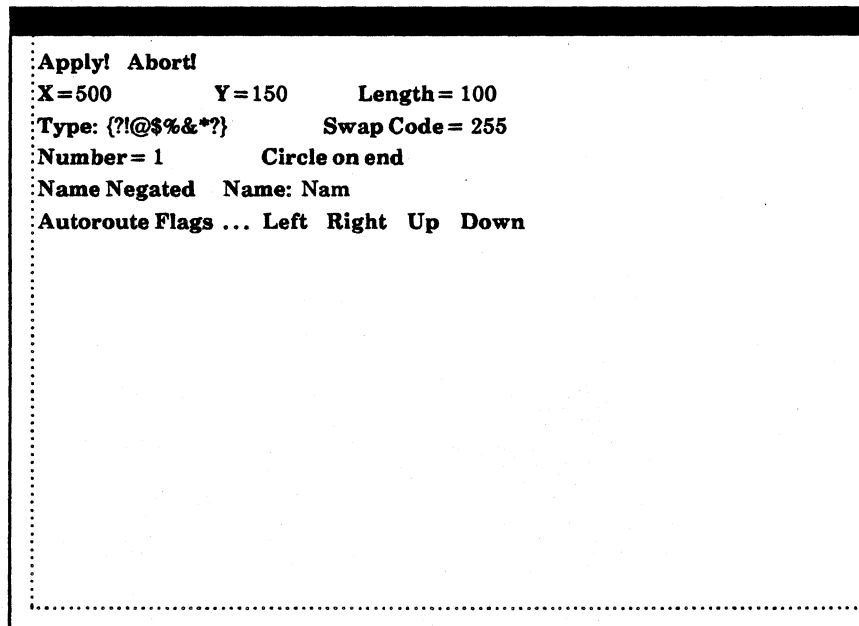 Apply! Abort!
X=500 Y=150 Length= 100
Type: {?!@$%&*?} Swap Code= 255
Number= 1 Circle on end
Name Negated Name: Nam
Autoroute Flags ... Left Right Up Down